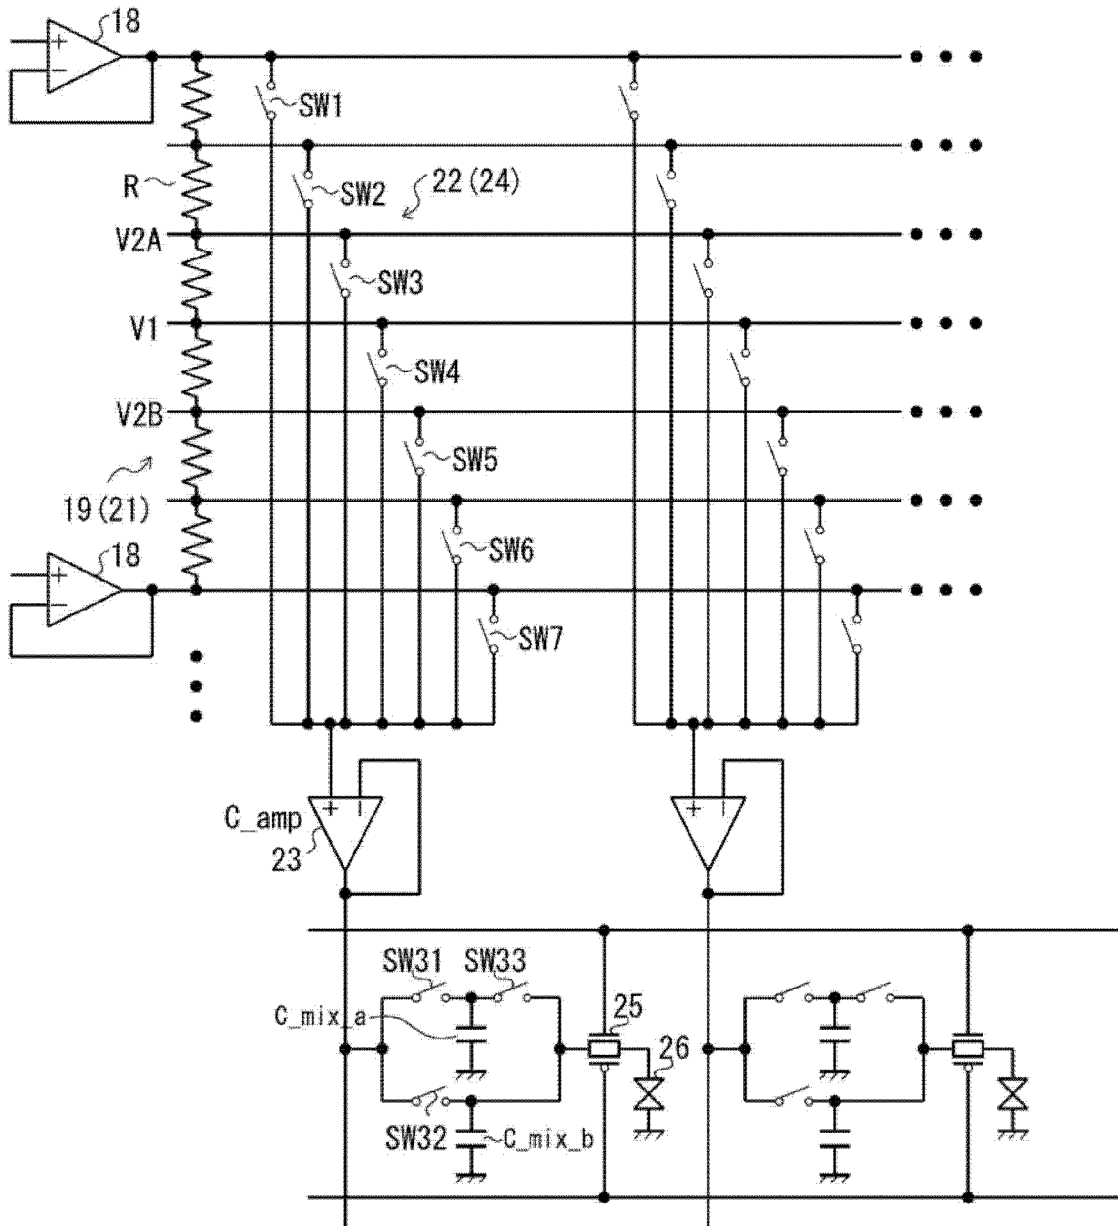 18
+
−
SW1
R
SW2
22(24)
V2A
SW3
V1
SW4
V2B
SW5
19(21)
SW6
18
+
−
SW7
+ −
+ −
C_amp
23
SW31 SW33
C_mix_a
25
26
SW32
C_mix_b